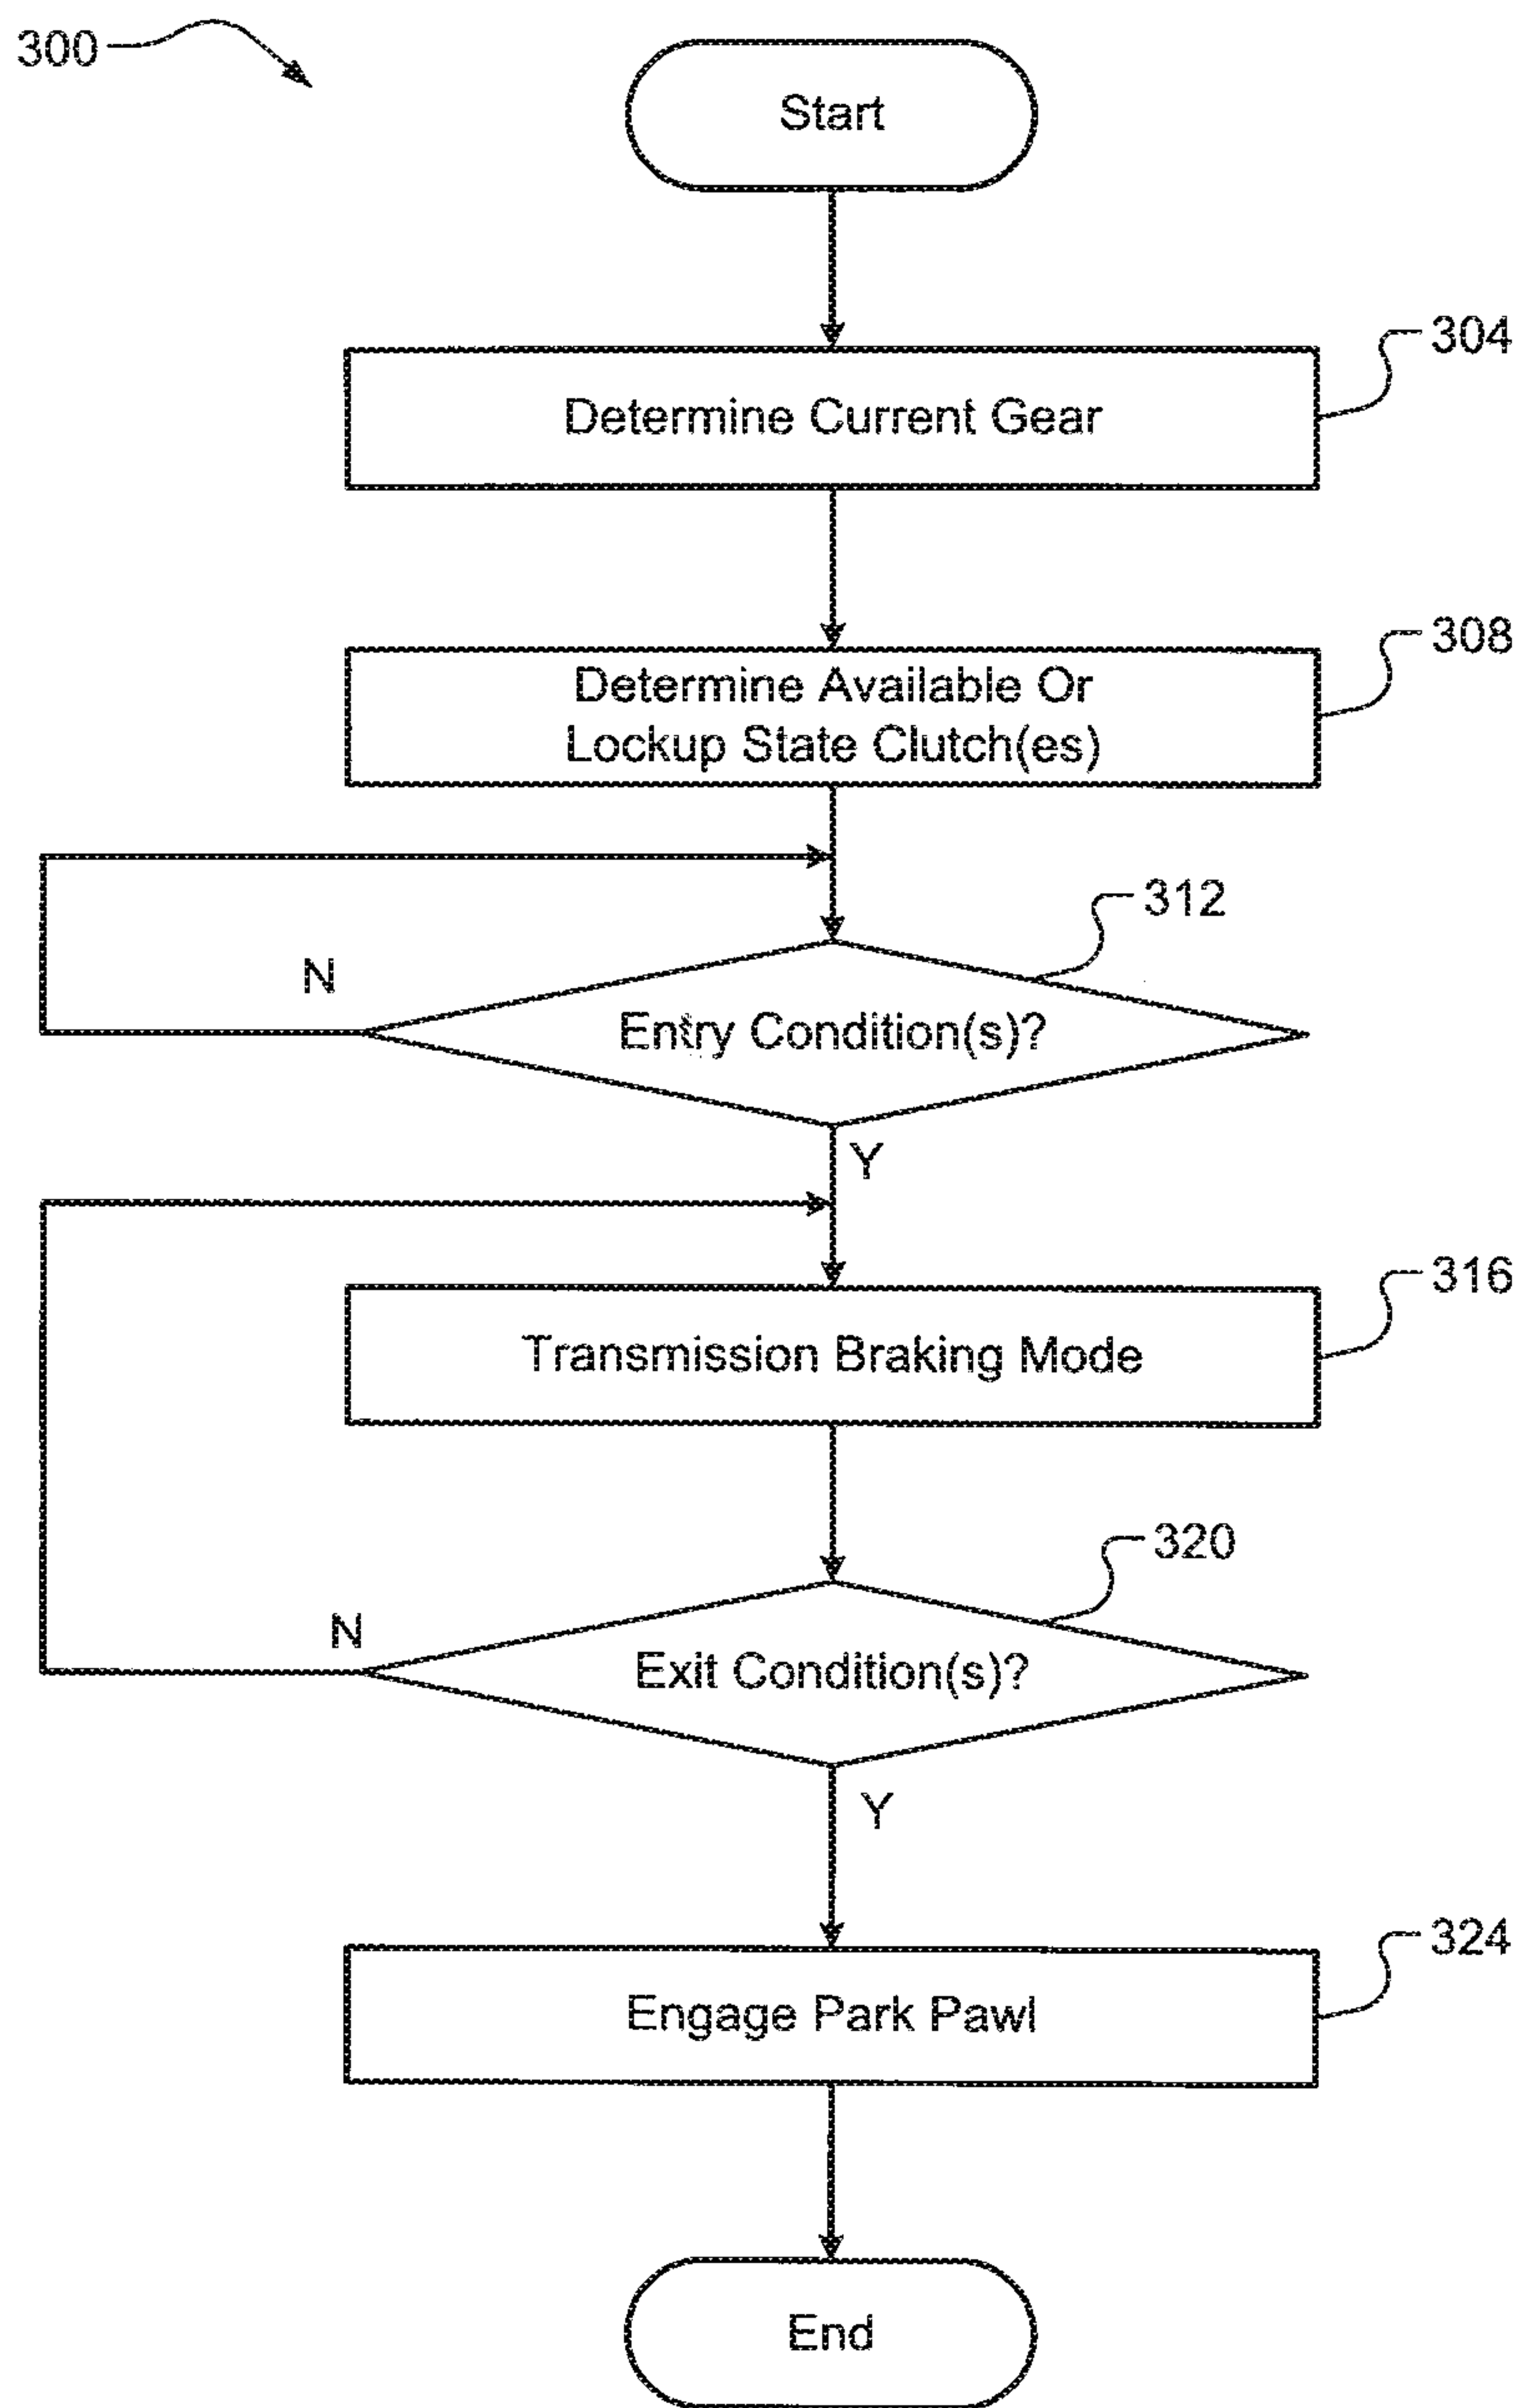 300
Start
304
Determine Current Gear
308
Determine Available Or
Lockup State Clutch(es)
312
N
Entry Condition(s)?
Y
316
Transmission Braking Mode
320
N
Exit Condition(s)?
Y
324
Engage Park Pawl
End